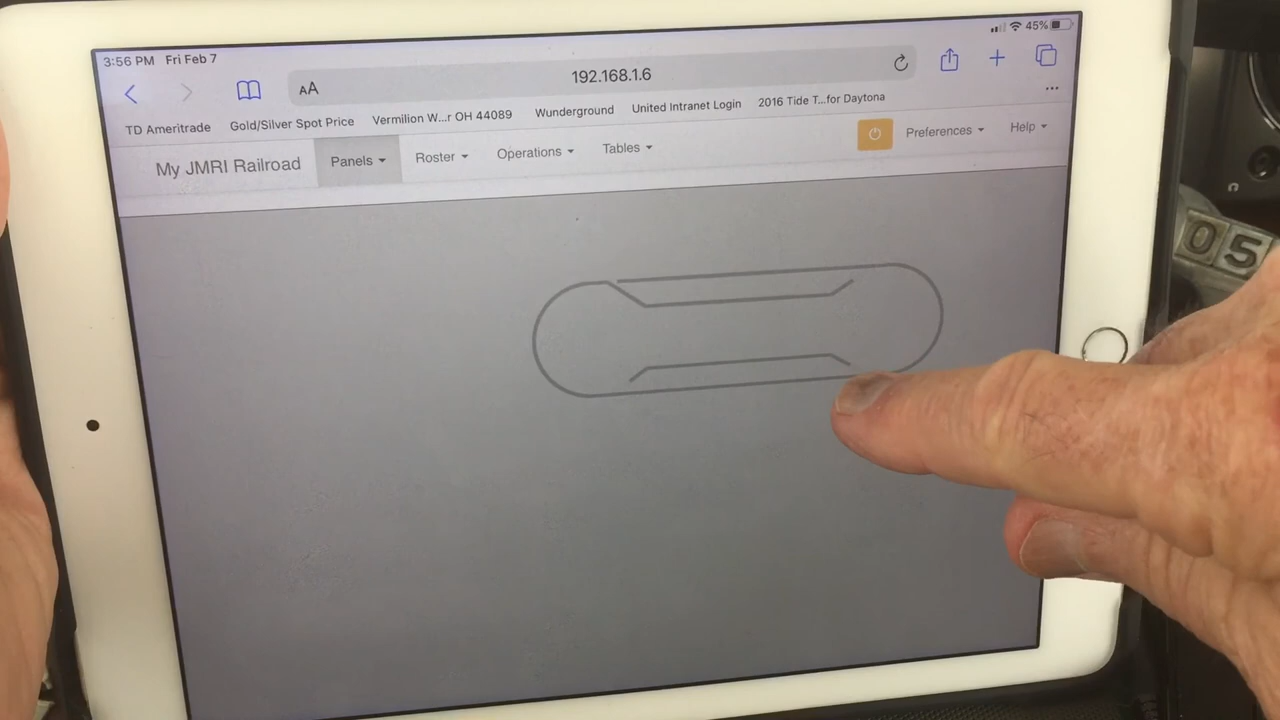 3:56 PM Fri Feb 7
45%
AA
192.168.1.6
TD Ameritrade
Gold/Silver Spot Price
Vermilion W...r OH 44089
Wunderground
United Intranet Login
2016 Tide T...for Daytona
My JMRI Railroad
Panels
Roster
Operations
Tables
Preferences
Help
05